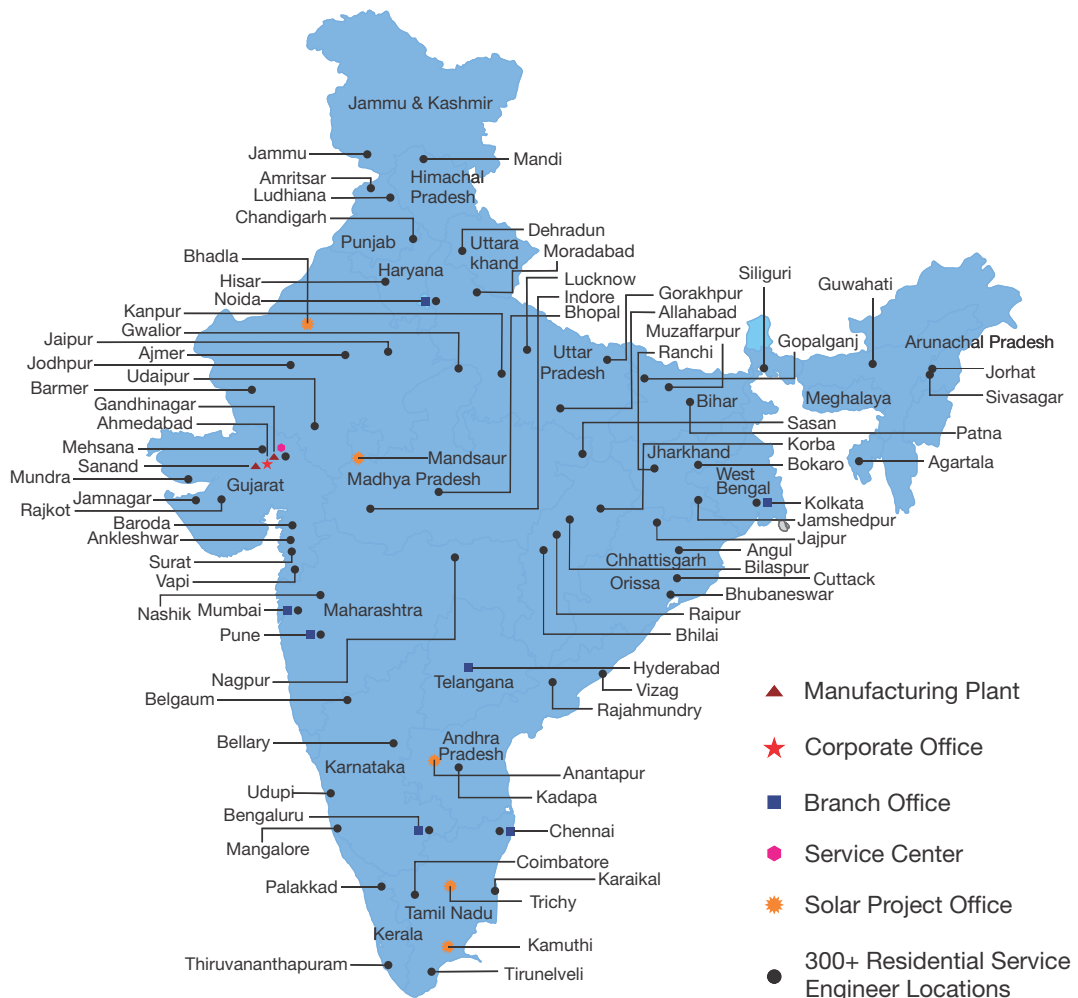 Jammu & Kashmir
Jammu
Mandi
Amritsar
Himachal
Pradesh
Ludhiana
Chandigarh
Dehradun
Punjab
Uttara
khand
Moradabad
Bhadla
Haryana
Lucknow
Siliguri
Hisar
Guwahati
Noida
Indore
Gorakhpur
Kanpur
Bhopal
Allahabad
Gwalior
Muzaffarpur
Jaipur
Uttar
Pradesh
Gopalganj
Arunachal Pradesh
Ajmer
Ranchi
Jodhpur
Jorhat
Udaipur
Barmer
Bihar
Meghalaya
Sivasagar
Gandhinagar
Ahmedabad
Sasan
Patna
Mehsana
Korba
Sanand
Mandsaur
Jharkhand
Bokaro
Agartala
Mundra
Gujarat
Madhya Pradesh
West
Bengal
Jamnagar
Kolkata
Rajkot
Jamshedpur
Baroda
Jajpur
Ankleshwar
Angul
Surat
Chhattisgarh
Bilaspur
Vapi
Orissa
Cuttack
Bhubaneswar
Nashik
Mumbai
Maharashtra
Raipur
Pune
Bhilai
Nagpur
Telangana
Hyderabad
Vizag
Belgaum
Rajahmundry
Bellary
Andhra
Pradesh
Karnataka
Anantapur
Udupi
Kadapa
Bengaluru
Chennai
Mangalore
Coimbatore
Karaikal
Palakkad
Trichy
Tamil Nadu
Kerala
Kamuthi
Thiruvananthapuram
Tirunelveli
Manufacturing Plant
Corporate Office
Branch Office
Service Center
Solar Project Office
300+ Residential Service
Engineer Locations